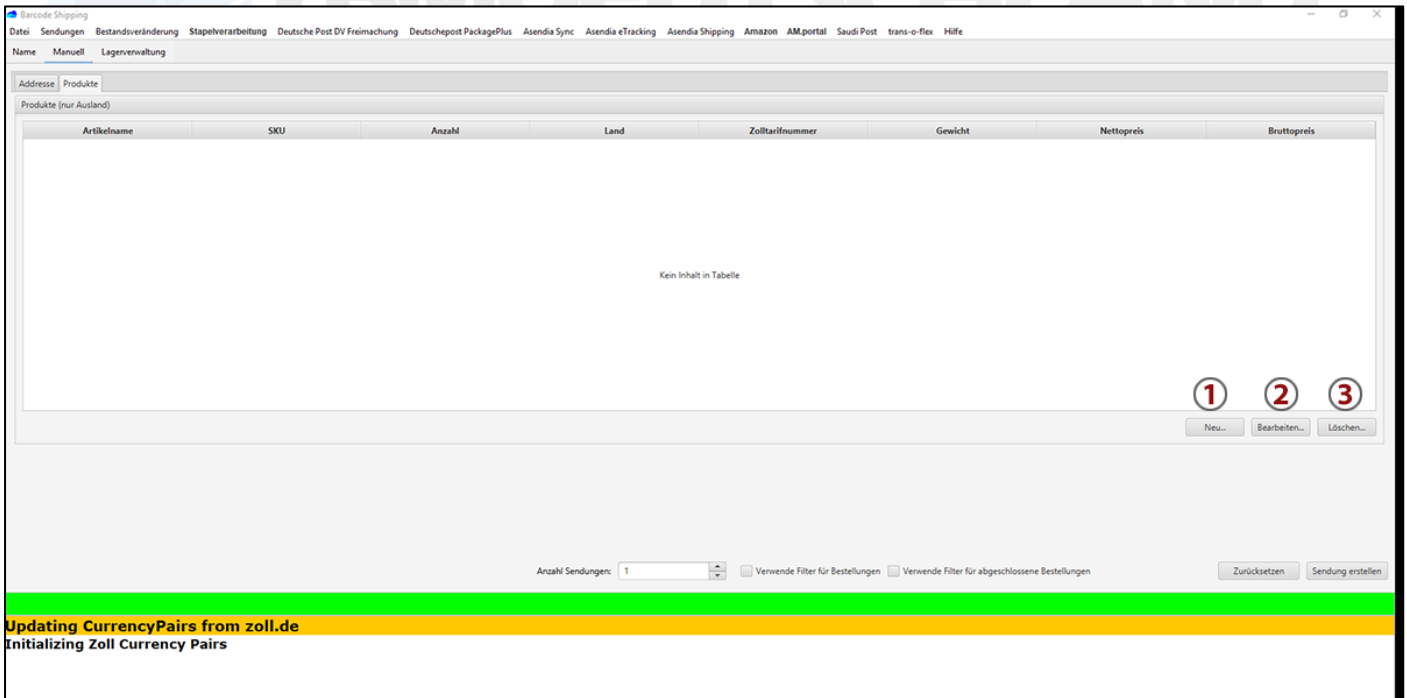 Barcode Shipping
Datei Sendungen Bestandsveränderung Stapelverarbeitung Deutsche Post DV Freimachung Deutschepost PackagePlus Asendia Sync Asendia eTracking Asendia Shipping Amazon AM.portal Saudi Post trans-o-flex Hilfe
Name Manuell Lagerverwaltung
Addresse Produkte
Produkte (nur Ausland)
Artikelname SKU Anzahl Land Zolltarifnummer Gewicht Nettopreis Bruttopreis
Kein Inhalt in Tabelle
1 2 3
Neu... Bearbeiten... Löschen...
Anzahl Sendungen: 1 Verwende Filter für Bestellungen Verwende Filter für abgeschlossene Bestellungen Zurücksetzen Sendung erstellen
Updating CurrencyPairs from zoll.de
Initializing Zoll Currency Pairs